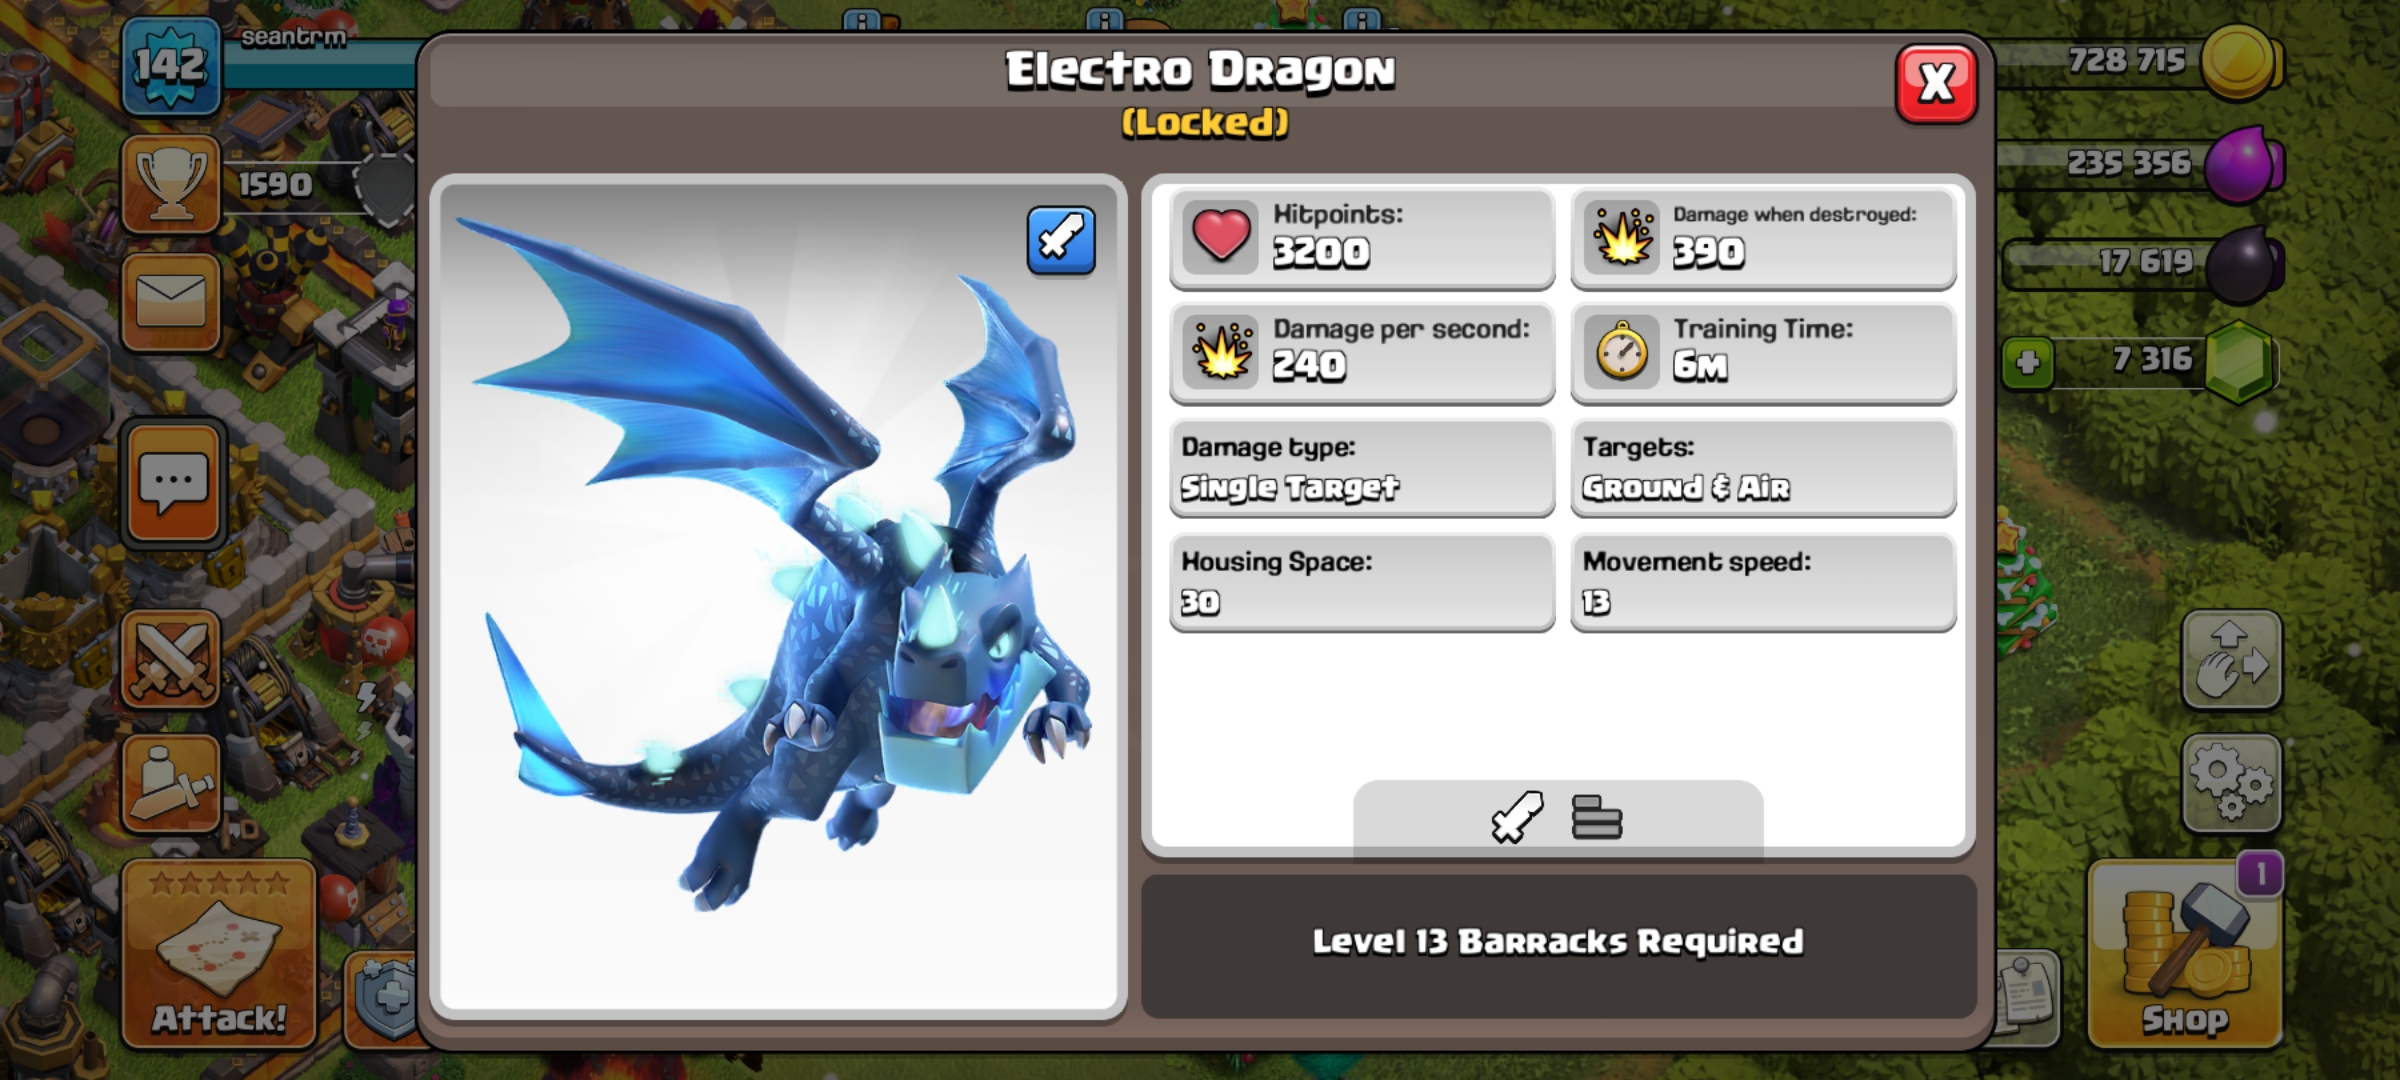 142
seantrm
1590
Attack!
Electro Dragon
(Locked)
X
Hitpoints:
3200
Damage when destroyed:
390
Damage per second:
240
Training Time:
6m
Damage type:
Single Target
Targets:
Ground & Air
Housing Space:
30
Movement speed:
13
Level 13 Barracks Required
728 715
235 356
17 619
7 316
1
Shop